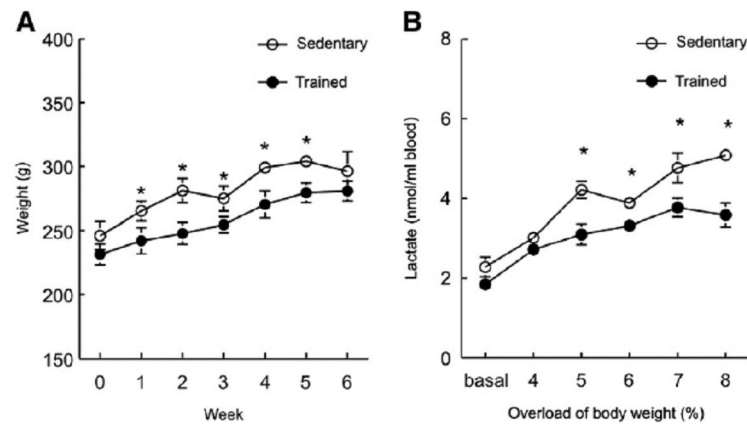 A
Sedentary
Trained
400
350
300
250
200
150
Weight (g)
* * * * *
0 1 2 3 4 5 6
Week
B
Sedentary
Trained
8
6
4
2
0
Lactate (nmol/ml blood)
* * * *
basal 4 5 6 7 8
Overload of body weight (%)